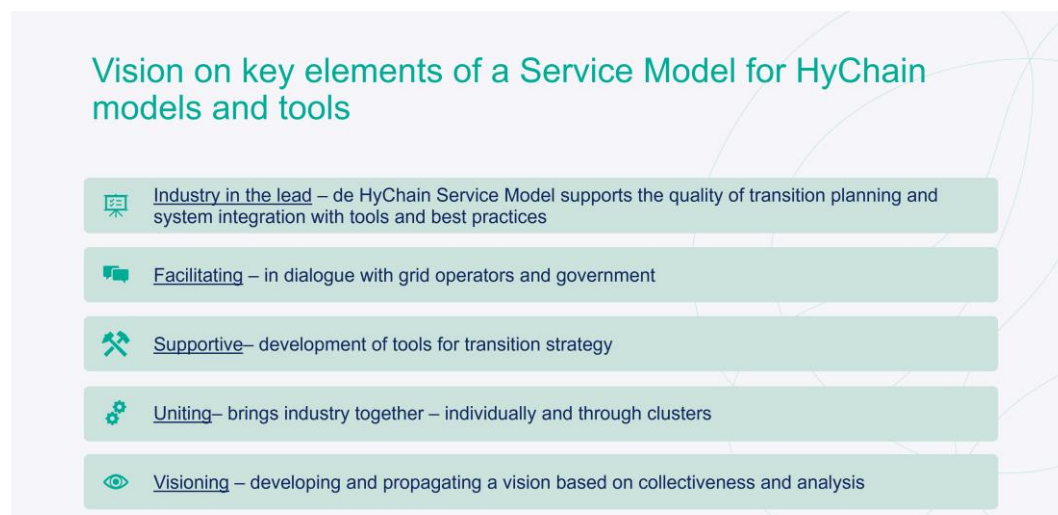 Vision on key elements of a Service Model for HyChain
models and tools
Industry in the lead – de HyChain Service Model supports the quality of transition planning and
system integration with tools and best practices
Facilitating – in dialogue with grid operators and government
Supportive– development of tools for transition strategy
Uniting– brings industry together – individually and through clusters
Visioning – developing and propagating a vision based on collectiveness and analysis